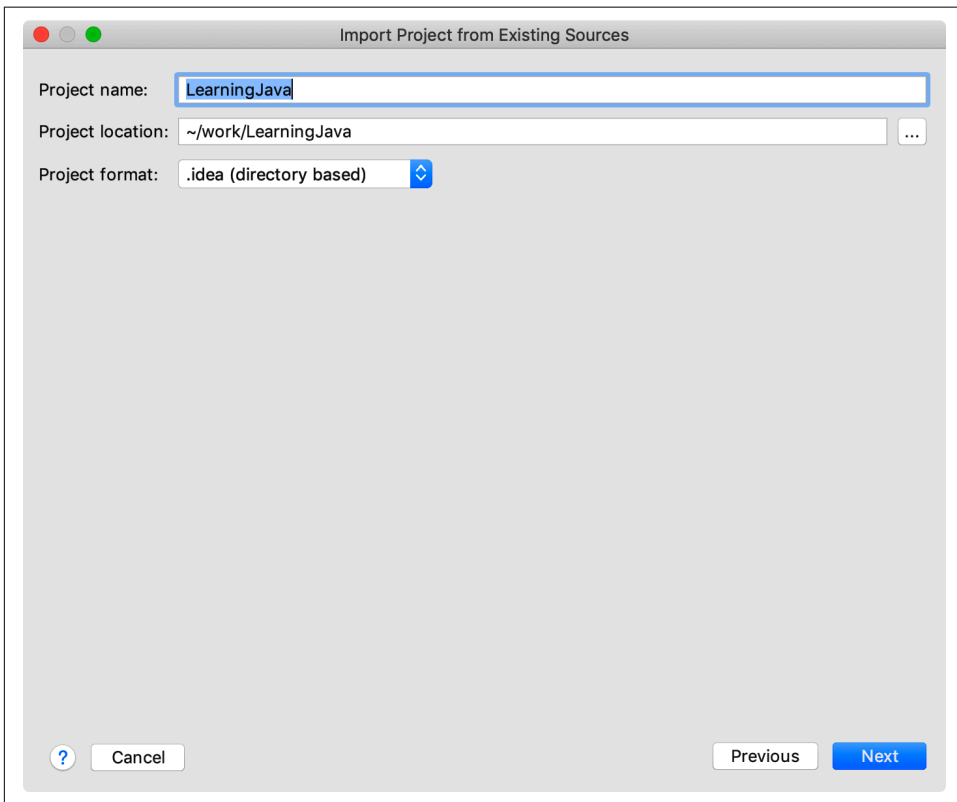 Import Project from Existing Sources
Project name: LearningJava
Project location: ~/work/LearningJava ...
Project format: .idea (directory based)
? Cancel Previous Next